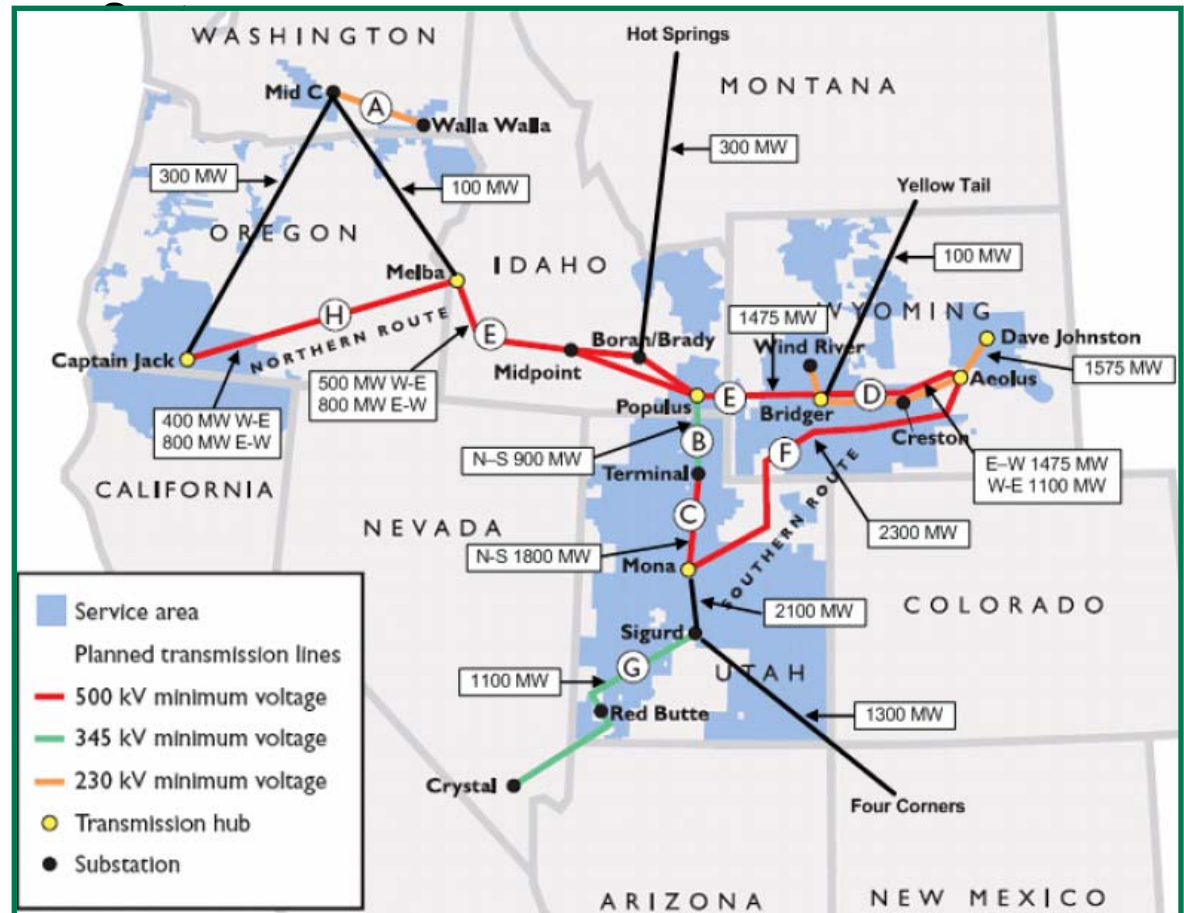 WASHINGTON
Hot Springs
MONTANA
Mid C
A
Walla Walla
300 MW
300 MW
100 MW
Yellow Tail
OREGON
IDAHO
100 MW
Melba
H
NORTHERN ROUTE
E
Borah/Brady
1475 MW
WYOMING
Wind River
Dave Johnston
Captain Jack
Midpoint
1575 MW
500 MW W-E
800 MW E-W
Populus
E
Bridger
D
Aeolus
400 MW W-E
800 MW E-W
N–S 900 MW
B
F
Creston
Terminal
E–W 1475 MW
W-E 1100 MW
CALIFORNIA
NEVADA
C
SOUTHERN ROUTE
2300 MW
N-S 1800 MW
Mona
2100 MW
COLORADO
Sigurd
G
UTAH
1100 MW
Red Butte
1300 MW
Crystal
Four Corners
ARIZONA
NEW MEXICO
Service area
Planned transmission lines
500 kV minimum voltage
345 kV minimum voltage
230 kV minimum voltage
Transmission hub
Substation